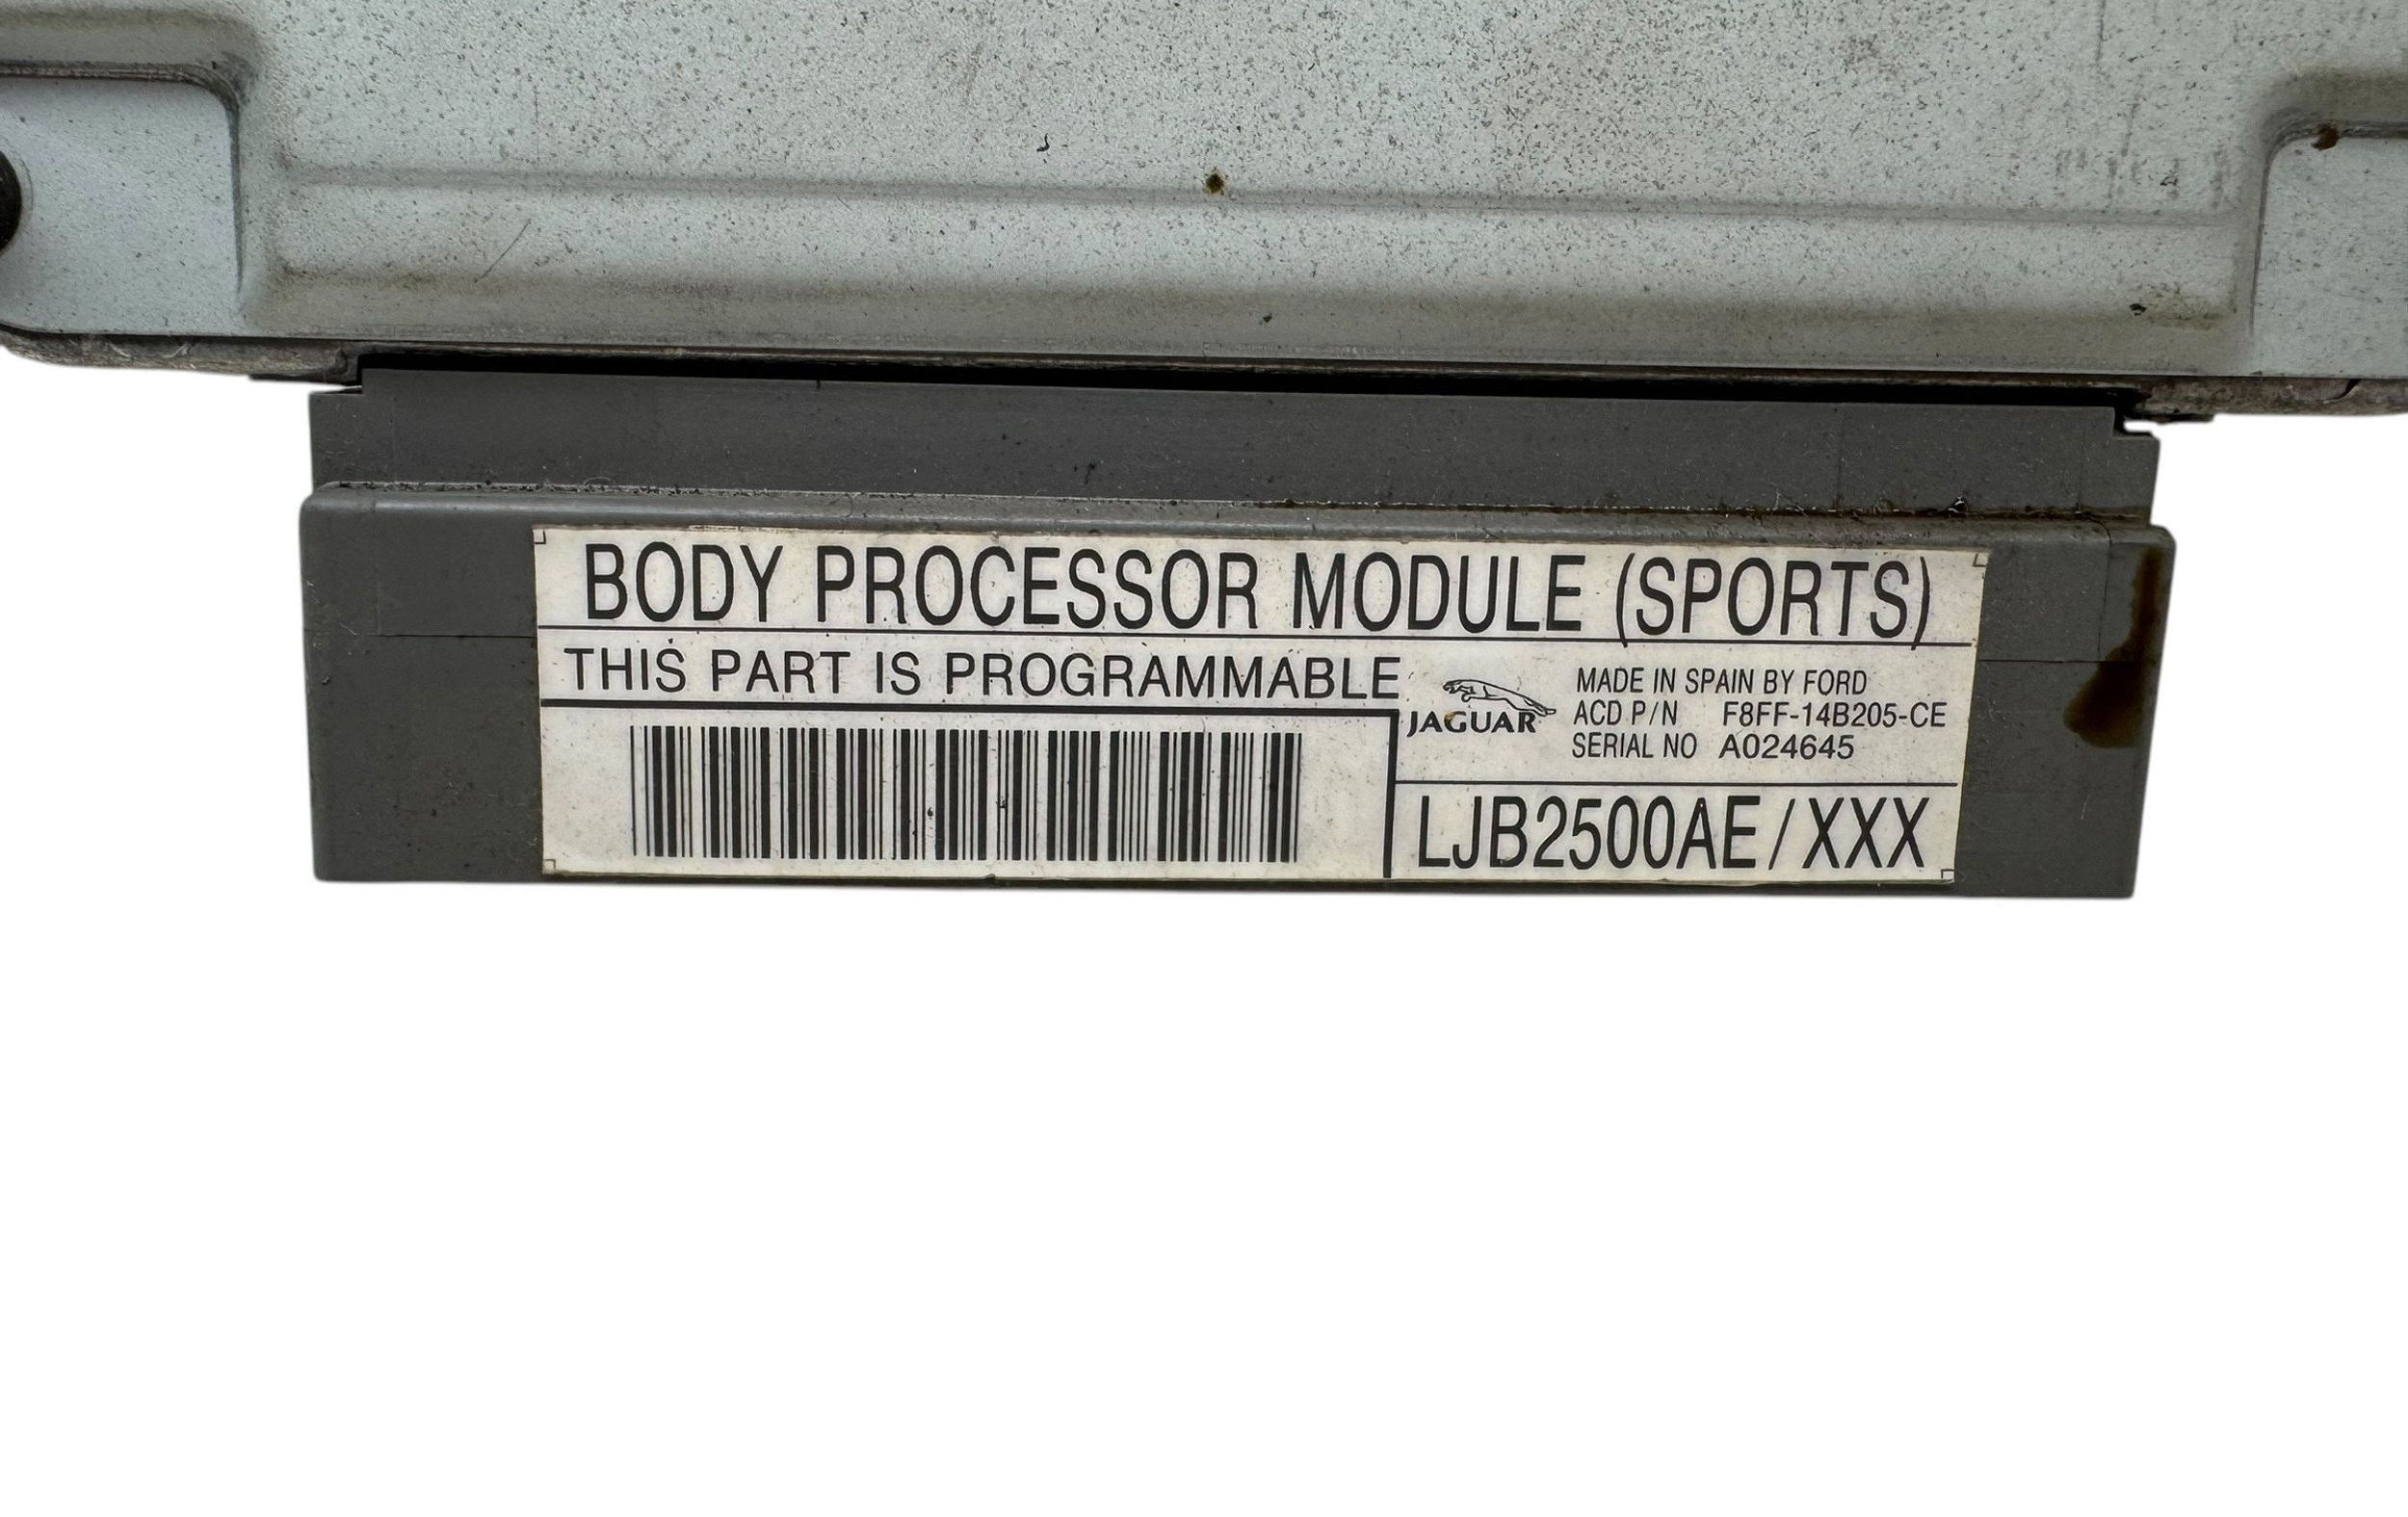 BODY PROCESSOR MODULE (SPORTS)
THIS PART IS PROGRAMMABLE
JAGUAR
MADE IN SPAIN BY FORD
ACD P/N F8FF-14B205-CE
SERIAL NO A024645
LJB2500AE/XXX